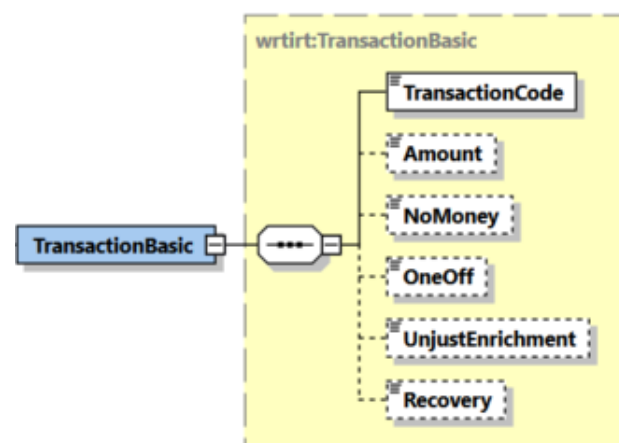 wrtirt:TransactionBasic
TransactionCode
Amount
NoMoney
TransactionBasic
OneOff
UnjustEnrichment
Recovery